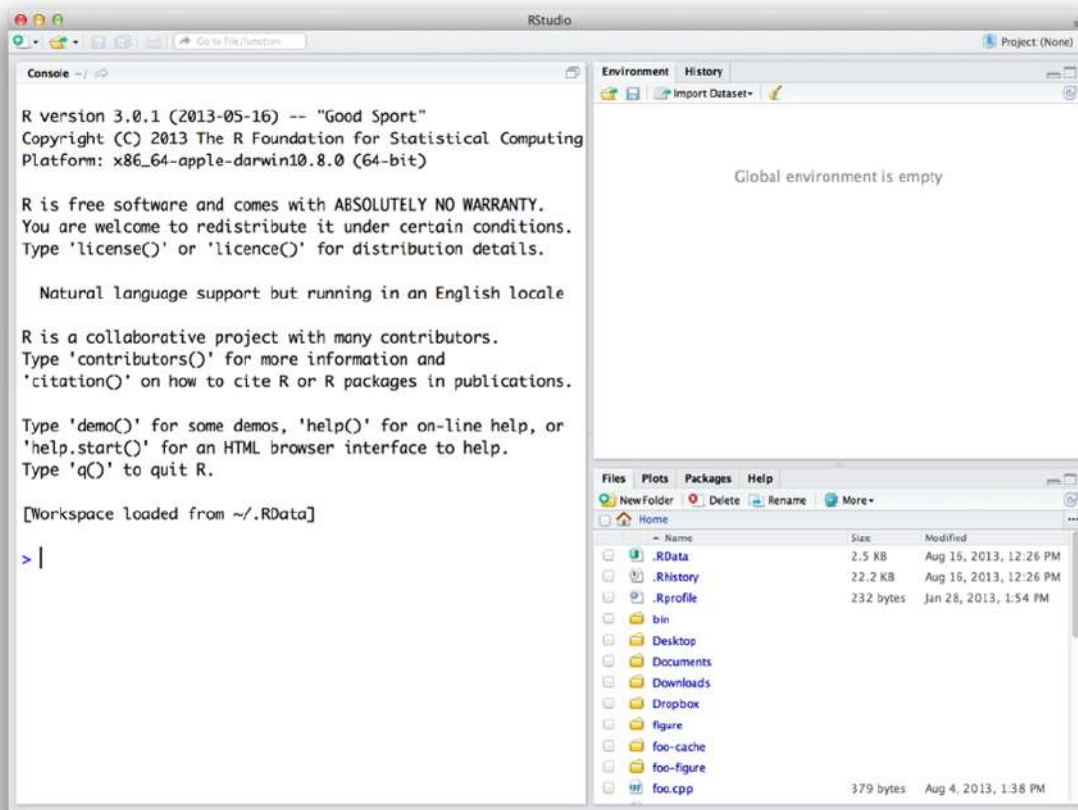 RStudio
Go to file/function
Project: (None)
Console ~/
R version 3.0.1 (2013-05-16) -- "Good Sport"
Copyright (C) 2013 The R Foundation for Statistical Computing
Platform: x86_64-apple-darwin10.8.0 (64-bit)
R is free software and comes with ABSOLUTELY NO WARRANTY.
You are welcome to redistribute it under certain conditions.
Type 'license()' or 'licence()' for distribution details.
Natural language support but running in an English locale
R is a collaborative project with many contributors.
Type 'contributors()' for more information and
'citation()' on how to cite R or R packages in publications.
Type 'demo()' for some demos, 'help()' for on-line help, or
'help.start()' for an HTML browser interface to help.
Type 'q()' to quit R.
[Workspace loaded from ~/.RData]
>
Environment History
Import Dataset
Global environment is empty
Files Plots Packages Help
New Folder Delete Rename More
Home
Name Size Modified
.RData 2.5 KB Aug 16, 2013, 12:26 PM
.Rhistory 22.2 KB Aug 16, 2013, 12:26 PM
.Rprofile 232 bytes Jan 28, 2013, 1:54 PM
bin
Desktop
Documents
Downloads
Dropbox
figure
foo-cache
foo-figure
foo.cpp 379 bytes Aug 4, 2013, 1:38 PM